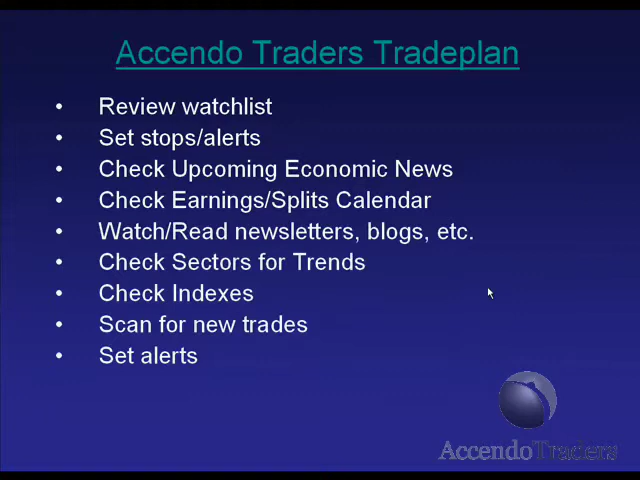 Accendo Traders Tradeplan
• Review watchlist
• Set stops/alerts
• Check Upcoming Economic News
• Check Earnings/Splits Calendar
• Watch/Read newsletters, blogs, etc.
• Check Sectors for Trends
• Check Indexes
• Scan for new trades
• Set alerts
AccendoTraders